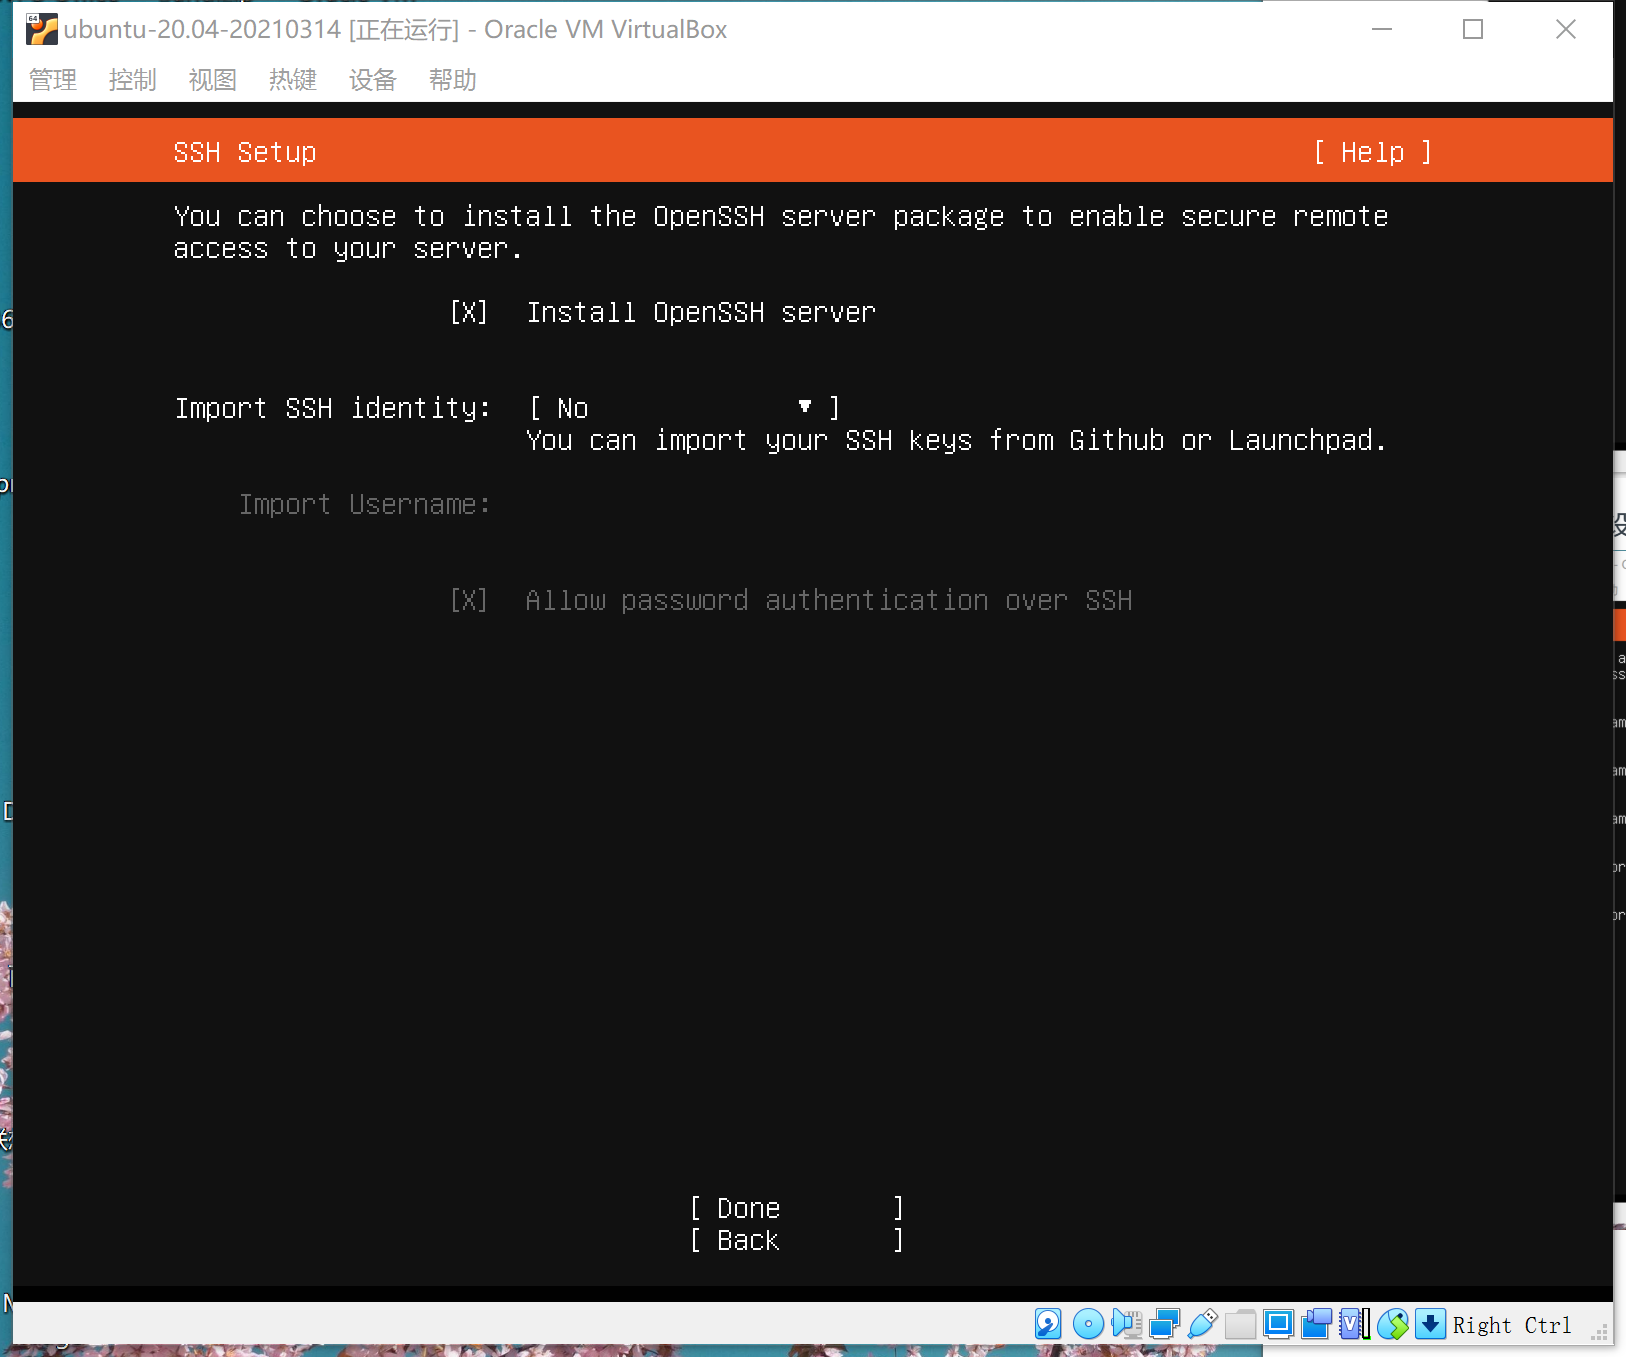 ubuntu-20.04-20210314 [正在运行] - Oracle VM VirtualBox
管理 控制 视图 热键 设备 帮助
SSH Setup [ Help ]
You can choose to install the OpenSSH server package to enable secure remote
access to your server.
[X] Install OpenSSH server
Import SSH identity: [ No ▼ ]
You can import your SSH keys from Github or Launchpad.
Import Username:
[X] Allow password authentication over SSH
[ Done ]
[ Back ]
Right Ctrl